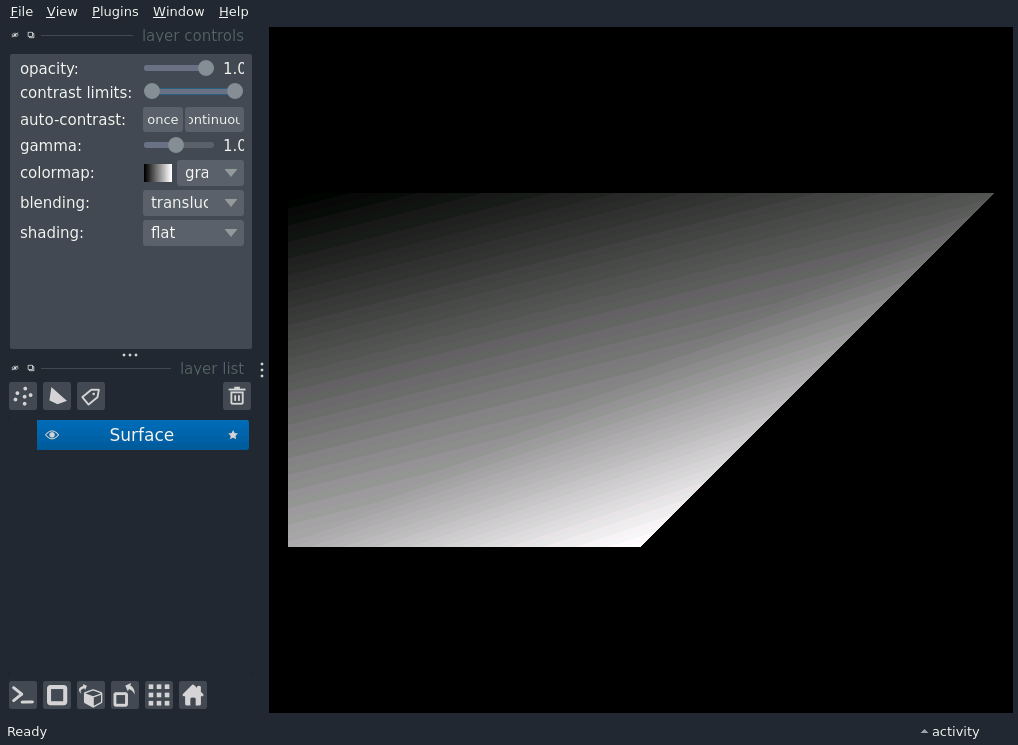 File View Plugins Window Help
layer controls
opacity: 1.0
contrast limits:
auto-contrast: once ontinuou
gamma: 1.0
colormap: gra
blending: transluc
shading: flat
layer list
Surface
Ready activity